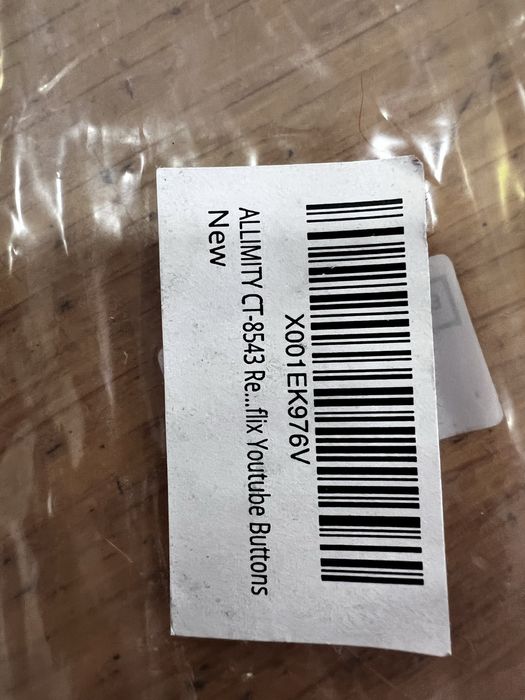 X001EK976V
ALLIMITY CT-8543 Re...flix Youtube Buttons
New